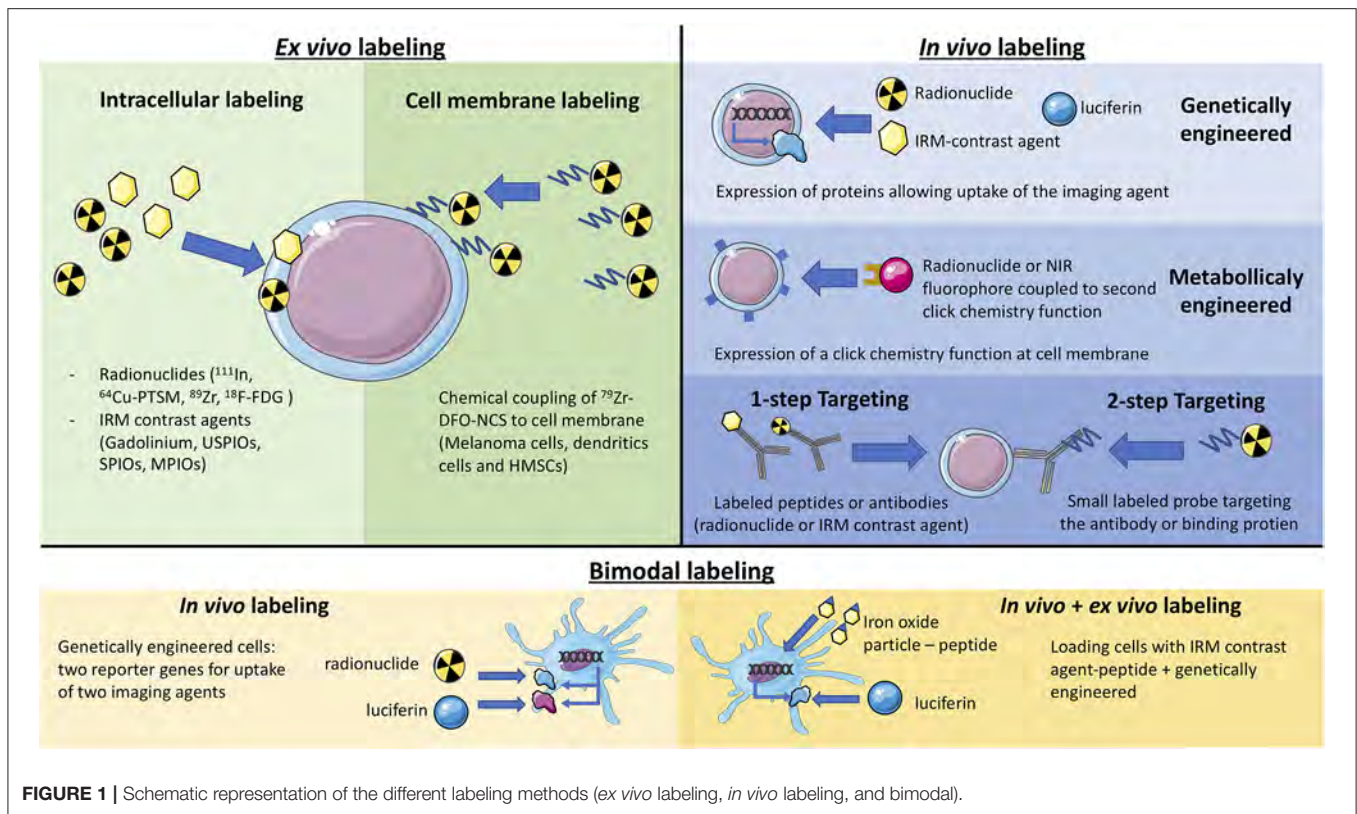 Ex vivo labeling
Intracellular labeling
Cell membrane labeling
- Radionuclides (¹¹¹In,
⁶⁴Cu-PTSM, ⁸⁹Zr, ¹⁸F-FDG )
- IRM contrast agents
(Gadolinium, USPIOs,
SPIOs, MPIOs)
Chemical coupling of ⁷⁹Zr-
DFO-NCS to cell membrane
(Melanoma cells, dendritics
cells and HMSCs)
In vivo labeling
Radionuclide
luciferin
IRM-contrast agent
Genetically
engineered
Expression of proteins allowing uptake of the imaging agent
Radionuclide or NIR
fluorophore coupled to second
click chemistry function
Metabollicaly
engineered
Expression of a click chemistry function at cell membrane
1-step Targeting
2-step Targeting
Labeled peptides or antibodies
(radionuclide or IRM contrast agent)
Small labeled probe targeting
the antibody or binding protien
Bimodal labeling
In vivo labeling
Genetically engineered cells:
two reporter genes for uptake
of two imaging agents
radionuclide
luciferin
In vivo + ex vivo labeling
Iron oxide
particle – peptide
luciferin
Loading cells with IRM contrast
agent-peptide + genetically
engineered
FIGURE 1 | Schematic representation of the different labeling methods (ex vivo labeling, in vivo labeling, and bimodal).